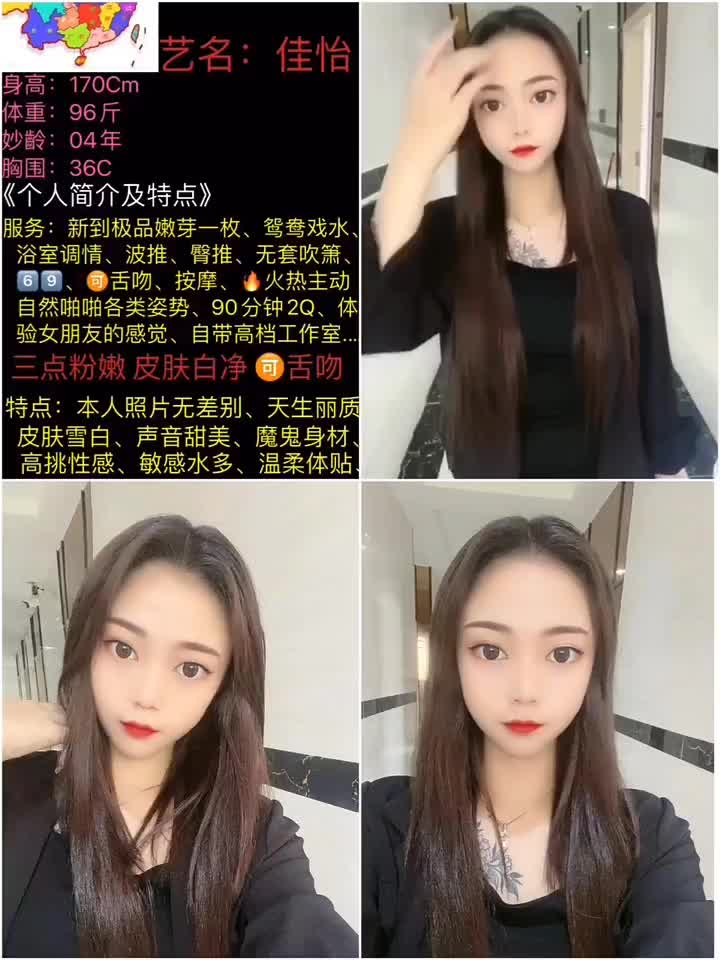 艺名：佳怡
身高：170Cm
体重：96斤
妙龄：04年
胸围：36C
《个人简介及特点》
服务：新到极品嫩芽一枚、鸳鸯戏水、
浴室调情、波推、臀推、无套吹箫、
6️⃣9️⃣、🉑舌吻、按摩、🔥火热主动
自然啪啪各类姿势、90分钟2Q、体
验女朋友的感觉、自带高档工作室...
三点粉嫩 皮肤白净 🉑舌吻
特点：本人照片无差别、天生丽质
皮肤雪白、声音甜美、魔鬼身材、
高挑性感、敏感水多、温柔体贴、